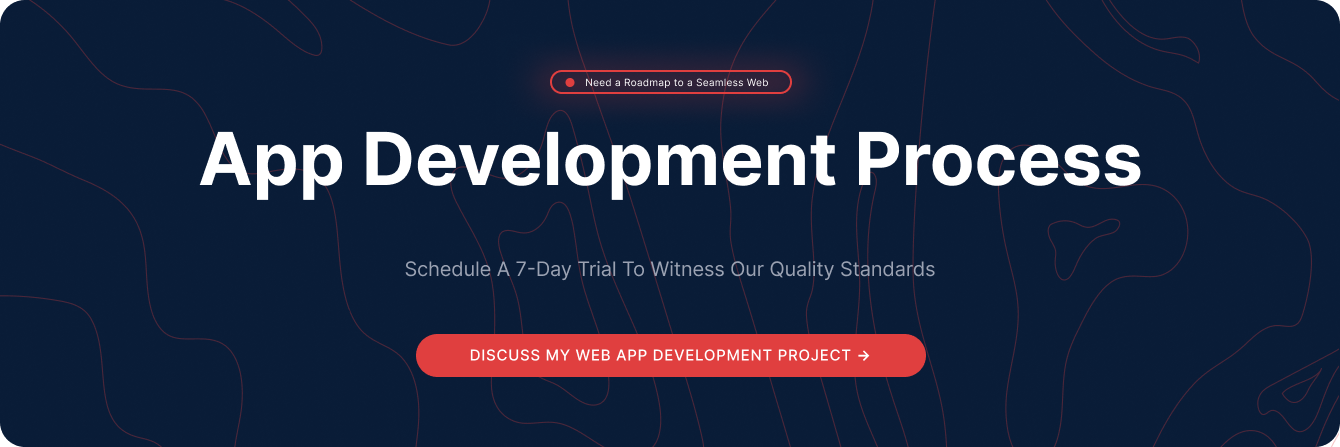 Need a Roadmap to a Seamless Web
App Development Process
Schedule A 7-Day Trial To Witness Our Quality Standards
DISCUSS MY WEB APP DEVELOPMENT PROJECT →